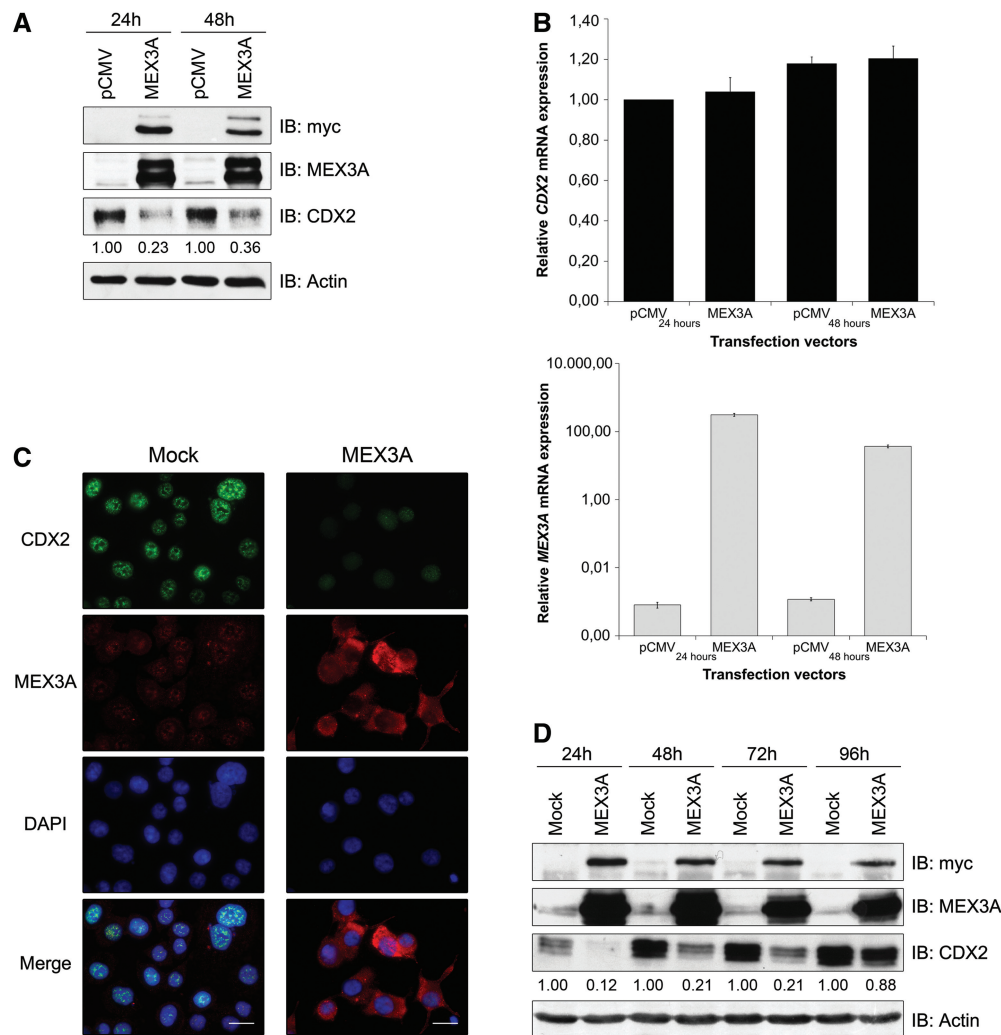 A
24h 48h
pCMV MEX3A pCMV MEX3A
IB: myc
IB: MEX3A
IB: CDX2
1.00 0.23 1.00 0.36
IB: Actin
B
Relative CDX2 mRNA expression
1,40
1,20
1,00
0,80
0,60
0,40
0,20
0,00
pCMV MEX3A pCMV MEX3A
24 hours 48 hours
Transfection vectors
Relative MEX3A mRNA expression
10.000,00
100,00
1,00
0,01
0,00
pCMV MEX3A pCMV MEX3A
24 hours 48 hours
Transfection vectors
C
Mock MEX3A
CDX2
MEX3A
DAPI
Merge
D
24h 48h 72h 96h
Mock MEX3A Mock MEX3A Mock MEX3A Mock MEX3A
IB: myc
IB: MEX3A
IB: CDX2
1.00 0.12 1.00 0.21 1.00 0.21 1.00 0.88
IB: Actin